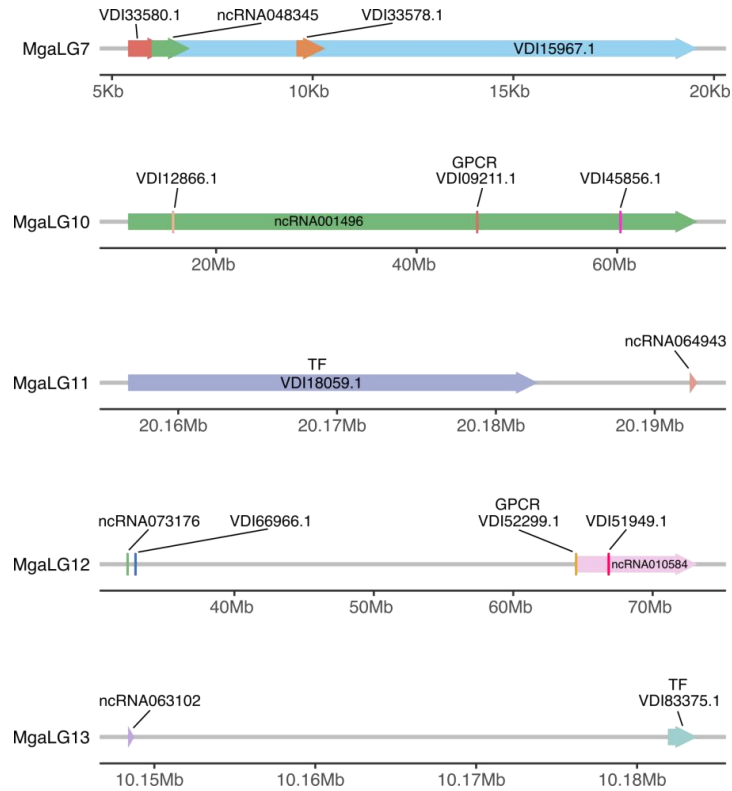 VDI33580.1 ncRNA048345 VDI33578.1
MgaLG7 VDI15967.1
5Kb 10Kb 15Kb 20Kb
GPCR
VDI12866.1 VDI09211.1 VDI45856.1
MgaLG10 ncRNA001496
20Mb 40Mb 60Mb
ncRNA064943
TF
MgaLG11 VDI18059.1
20.16Mb 20.17Mb 20.18Mb 20.19Mb
GPCR
ncRNA073176 VDI66966.1 VDI52299.1 VDI51949.1
MgaLG12 ncRNA010584
40Mb 50Mb 60Mb 70Mb
TF
ncRNA063102 VDI83375.1
MgaLG13
10.15Mb 10.16Mb 10.17Mb 10.18Mb